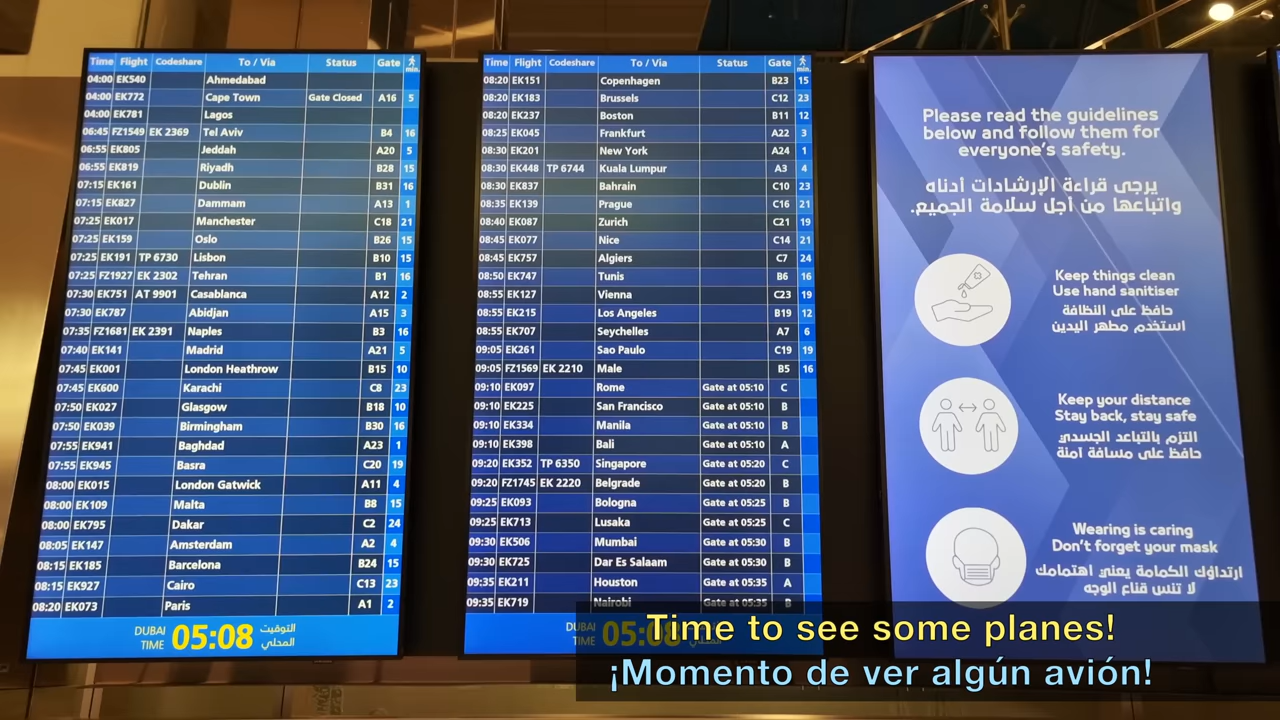 Time Flight Codeshare To / Via Status Gate min.
04:00 EK540 Ahmedabad
04:00 EK772 Cape Town Gate Closed A16 5
04:00 EK781 Lagos
06:45 FZ1549 EK 2369 Tel Aviv B4 16
06:55 EK805 Jeddah A20 5
06:55 EK819 Riyadh B28 15
07:15 EK161 Dublin B31 16
07:15 EK827 Dammam A13 1
07:25 EK017 Manchester C18 21
07:25 EK159 Oslo B26 15
07:25 EK191 TP 6730 Lisbon B10 15
07:25 FZ1927 EK 2302 Tehran B1 16
07:30 EK751 AT 9901 Casablanca A12 2
07:30 EK787 Abidjan A15 3
07:35 FZ1681 EK 2391 Naples B3 16
07:40 EK141 Madrid A21 5
07:45 EK001 London Heathrow B15 10
07:45 EK600 Karachi C8 23
07:50 EK027 Glasgow B18 10
07:50 EK039 Birmingham B30 16
07:55 EK941 Baghdad A23 1
07:55 EK945 Basra C20 19
08:00 EK015 London Gatwick A11 4
08:00 EK109 Malta B8 15
08:00 EK795 Dakar C2 24
08:05 EK147 Amsterdam A2 4
08:15 EK185 Barcelona B24 15
08:15 EK927 Cairo C13 23
08:20 EK073 Paris A1 2
DUBAI TIME 05:08 التوقيت المحلي
Time Flight Codeshare To / Via Status Gate min.
08:20 EK151 Copenhagen B23 15
08:20 EK183 Brussels C12 23
08:20 EK237 Boston B11 12
08:25 EK045 Frankfurt A22 3
08:30 EK201 New York A24 1
08:30 EK448 TP 6744 Kuala Lumpur A3 4
08:30 EK837 Bahrain C10 23
08:35 EK139 Prague C16 21
08:40 EK087 Zurich C21 19
08:45 EK077 Nice C14 21
08:45 EK757 Algiers C7 24
08:50 EK747 Tunis B6 16
08:55 EK127 Vienna C23 19
08:55 EK215 Los Angeles B19 12
08:55 EK707 Seychelles A7 6
09:05 EK261 Sao Paulo C19 19
09:05 FZ1569 EK 2210 Male B5 16
09:10 EK097 Rome Gate at 05:10 C
09:10 EK225 San Francisco Gate at 05:10 B
09:10 EK334 Manila Gate at 05:10 B
09:10 EK398 Bali Gate at 05:10 A
09:20 EK352 TP 6350 Singapore Gate at 05:20 C
09:20 FZ1745 EK 2220 Belgrade Gate at 05:20 B
09:25 EK093 Bologna Gate at 05:25 B
09:25 EK713 Lusaka Gate at 05:25 C
09:30 EK506 Mumbai Gate at 05:30 B
09:30 EK725 Dar Es Salaam Gate at 05:30 B
09:35 EK211 Houston Gate at 05:35 A
09:35 EK719 Nairobi Gate at 05:35 B
DUBAI TIME 05:08
Please read the guidelines
below and follow them for
everyone's safety.
يرجى قراءة الإرشادات أدناه
واتباعها من أجل سلامة الجميع.
Keep things clean
Use hand sanitiser
حافظ على النظافة
استخدم مطهر اليدين
Keep your distance
Stay back, stay safe
التزم بالتباعد الجسدي
حافظ على مسافة آمنة
Wearing is caring
Don't forget your mask
ارتداؤك الكمامة يعني اهتمامك
لا تنس قناع الوجه
Time to see some planes!
¡Momento de ver algún avión!